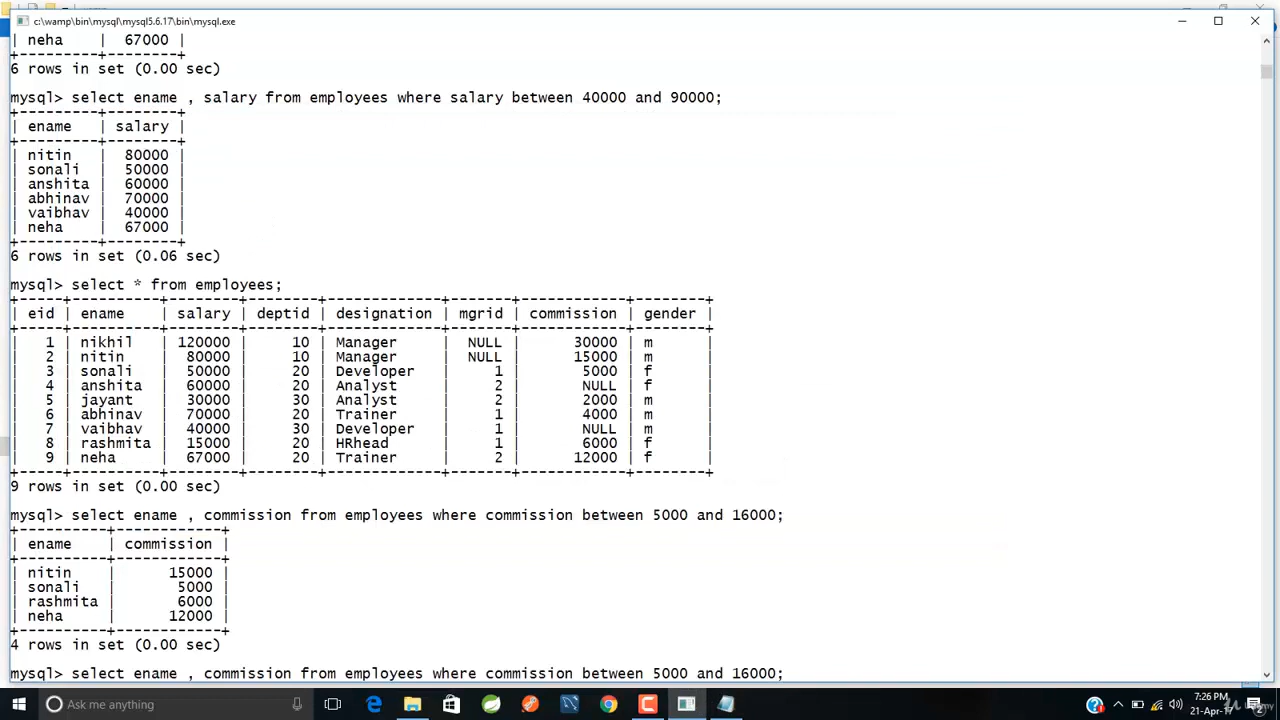 c:\wamp\bin\mysql\mysql5.6.17\bin\mysql.exe
| neha     |  67000 |
+----------+--------+
6 rows in set (0.00 sec)
mysql> select ename , salary from employees where salary between 40000 and 90000;
+----------+--------+
| ename    | salary |
+----------+--------+
| nitin    |  80000 |
| sonali   |  50000 |
| anshita  |  60000 |
| abhinav  |  70000 |
| vaibhav  |  40000 |
| neha     |  67000 |
+----------+--------+
6 rows in set (0.06 sec)
mysql> select * from employees;
+-----+----------+--------+--------+-------------+-------+------------+--------+
| eid | ename    | salary | deptid | designation | mgrid | commission | gender |
+-----+----------+--------+--------+-------------+-------+------------+--------+
|   1 | nikhil   | 120000 |     10 | Manager     |  NULL |      30000 | m      |
|   2 | nitin    |  80000 |     10 | Manager     |  NULL |      15000 | m      |
|   3 | sonali   |  50000 |     20 | Developer   |     1 |       5000 | f      |
|   4 | anshita  |  60000 |     20 | Analyst     |     2 |       NULL | f      |
|   5 | jayant   |  30000 |     30 | Analyst     |     2 |       2000 | m      |
|   6 | abhinav  |  70000 |     20 | Trainer     |     1 |       4000 | m      |
|   7 | vaibhav  |  40000 |     30 | Developer   |     1 |       NULL | m      |
|   8 | rashmita |  15000 |     20 | HRhead      |     1 |       6000 | f      |
|   9 | neha     |  67000 |     20 | Trainer     |     2 |      12000 | f      |
+-----+----------+--------+--------+-------------+-------+------------+--------+
9 rows in set (0.00 sec)
mysql> select ename , commission from employees where commission between 5000 and 16000;
+----------+------------+
| ename    | commission |
+----------+------------+
| nitin    |      15000 |
| sonali   |       5000 |
| rashmita |       6000 |
| neha     |      12000 |
+----------+------------+
4 rows in set (0.00 sec)
mysql> select ename , commission from employees where commission between 5000 and 16000;
Ask me anything
7:26 PM
21-Apr-17